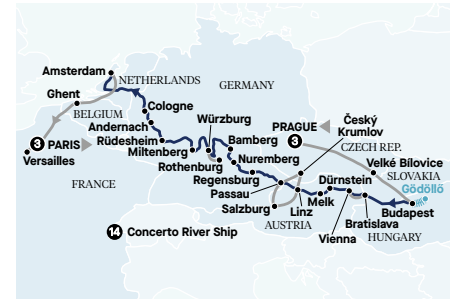 Amsterdam
NETHERLANDS
Ghent
GERMANY
Cologne
BELGIUM
Andernach
Würzburg
3 PARIS
Rüdesheim
Versailles
Miltenberg
Bamberg
PRAGUE
3
Český
Krumlov
CZECH REP.
Rothenburg
Nuremberg
Velké Bílovice
Regensburg
SLOVAKIA
FRANCE
Passau
Dürnstein
Gödöllő
Salzburg
Linz
Melk
Budapest
AUSTRIA
Bratislava
Vienna
HUNGARY
14 Concerto River Ship